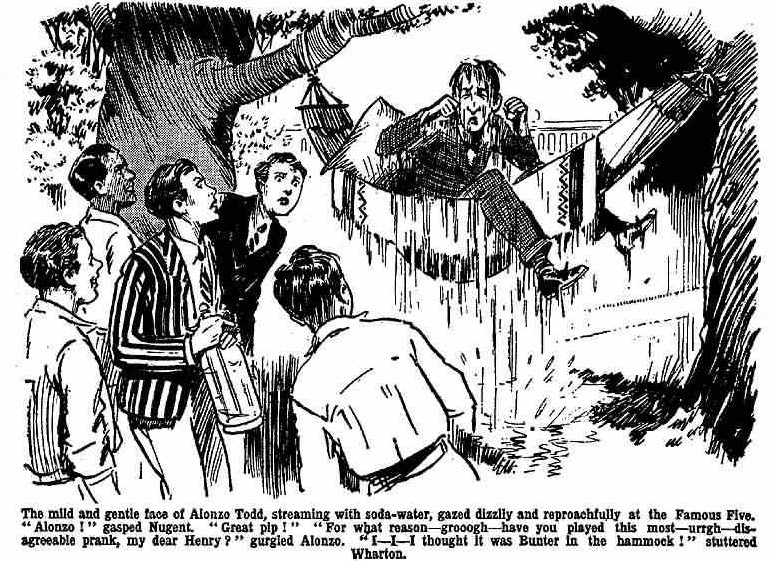 The mild and gentle face of Alonzo Todd, streaming with soda-water, gazed dizzily and reproachfully at the Famous Five.
“Alonzo!” gasped Nugent. “Great pip!” “For what reason—grooogh—have you played this most—urrgh—dis-
agreeable prank, my dear Henry?” gurgled Alonzo. “I—I—I thought it was Bunter in the hammock!” stuttered
Wharton.